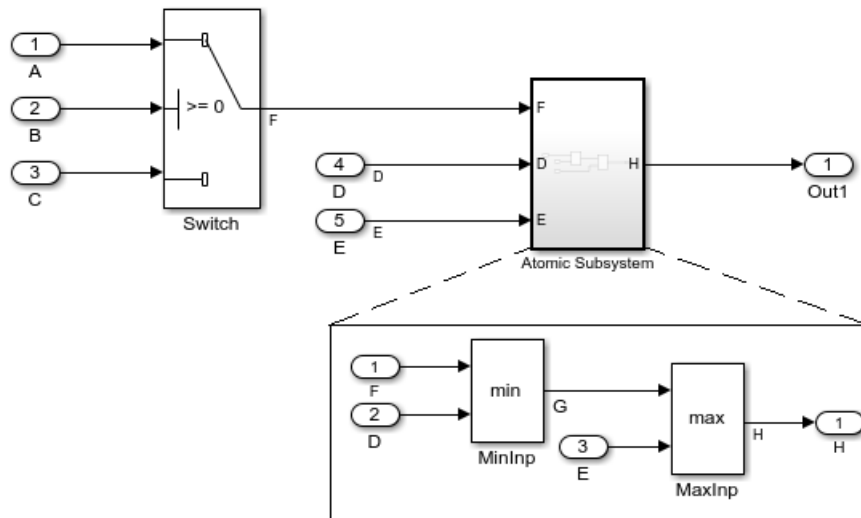 1
A
2
B
3
C
>= 0
F
Switch
4
D
D
5
E
E
F
D
E
H
Atomic Subsystem
1
Out1
1
F
2
D
min
MinInp
G
3
E
max
MaxInp
H
1
H